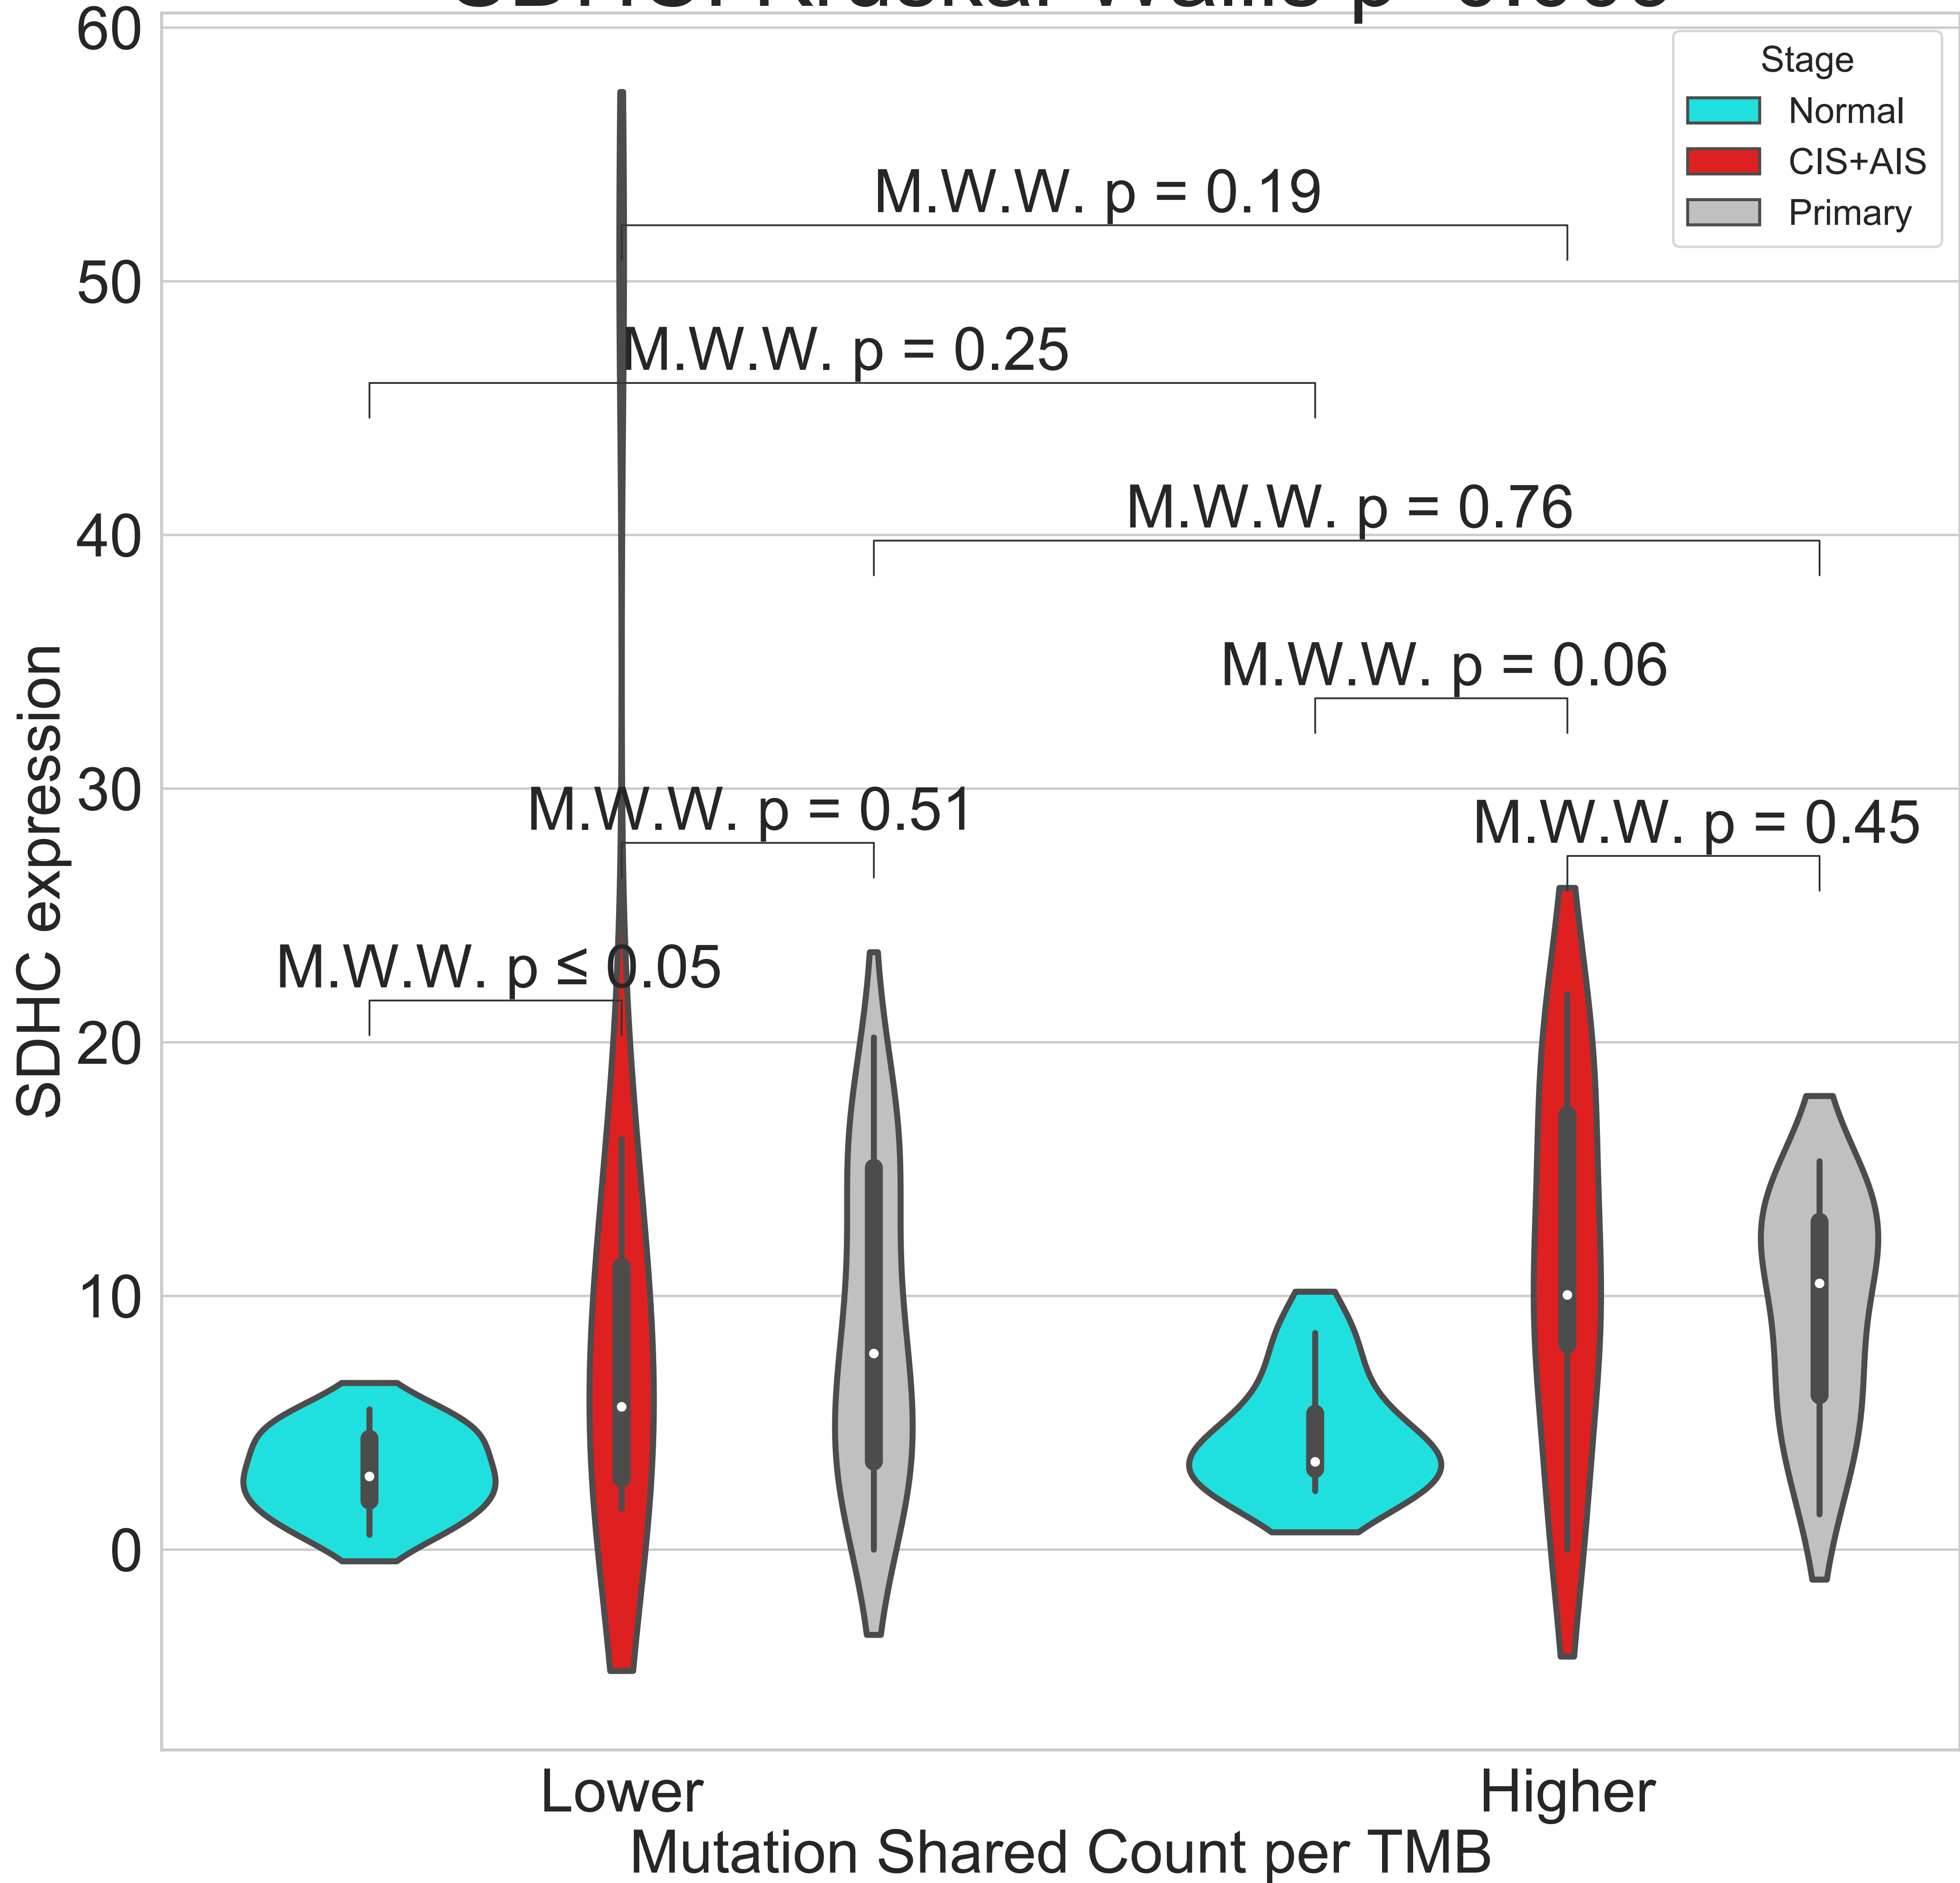 60
50
40
30
20
10
0
SDHC expression
Stage
Normal
CIS+AIS
Primary
M.W.W. p = 0.19
M.W.W. p = 0.25
M.W.W. p = 0.76
M.W.W. p = 0.06
M.W.W. p = 0.51
M.W.W. p = 0.45
M.W.W. p ≤ 0.05
Lower
Higher
Mutation Shared Count per TMB